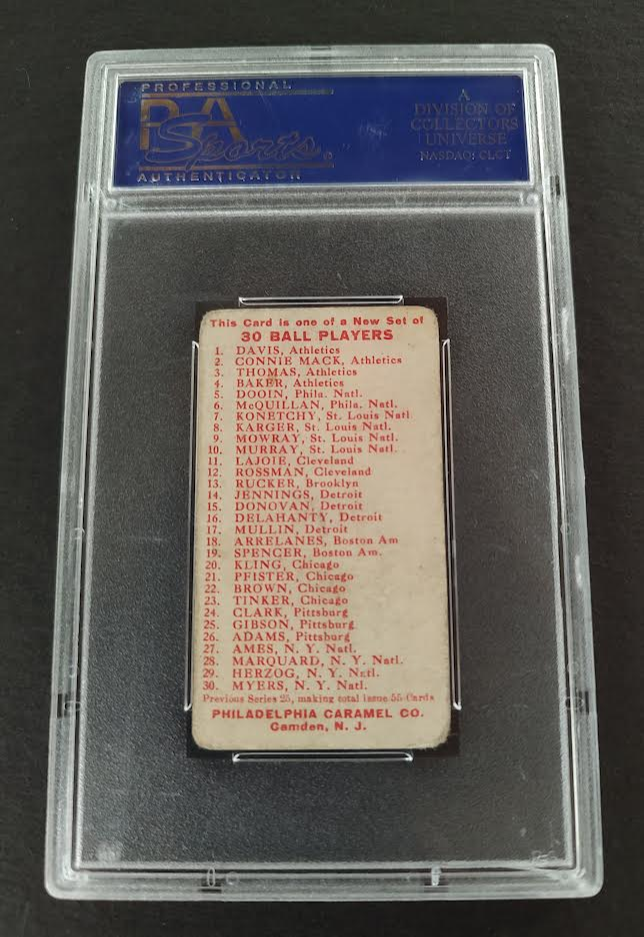 PROFESSIONAL
PSA
Sports
AUTHENTICATOR
A
DIVISION OF
COLLECTORS
UNIVERSE
NASDAQ: CLCT
This Card is one of a New Set of
30 BALL PLAYERS
1. DAVIS, Athletics
2. CONNIE MACK, Athletics
3. THOMAS, Athletics
4. BAKER, Athletics
5. DOOIN, Phila. Natl.
6. McQUILLAN, Phila. Natl.
7. KONETCHY, St. Louis Natl
8. KARGER, St. Louis Natl.
9. MOWRAY, St. Louis Natl.
10. MURRAY, St. Louis Natl.
11. LAJOIE, Cleveland
12. ROSSMAN, Cleveland
13. RUCKER, Brooklyn
14. JENNINGS, Detroit
15. DONOVAN, Detroit
16. DELAHANTY, Detroit
17. MULLIN, Detroit
18. ARRELANES, Boston Am
19. SPENCER, Boston Am.
20. KLING, Chicago
21. PFISTER, Chicago
22. BROWN, Chicago
23. TINKER, Chicago
24. CLARK, Pittsburg
25. GIBSON, Pittsburg
26. ADAMS, Pittsburg
27. AMES, N. Y. Natl.
28. MARQUARD, N. Y. Natl.
29. HERZOG, N. Y. Natl.
30. MYERS, N. Y. Natl.
Previous Series 25, making total issue 55 Cards
PHILADELPHIA CARAMEL CO.
Camden, N. J.